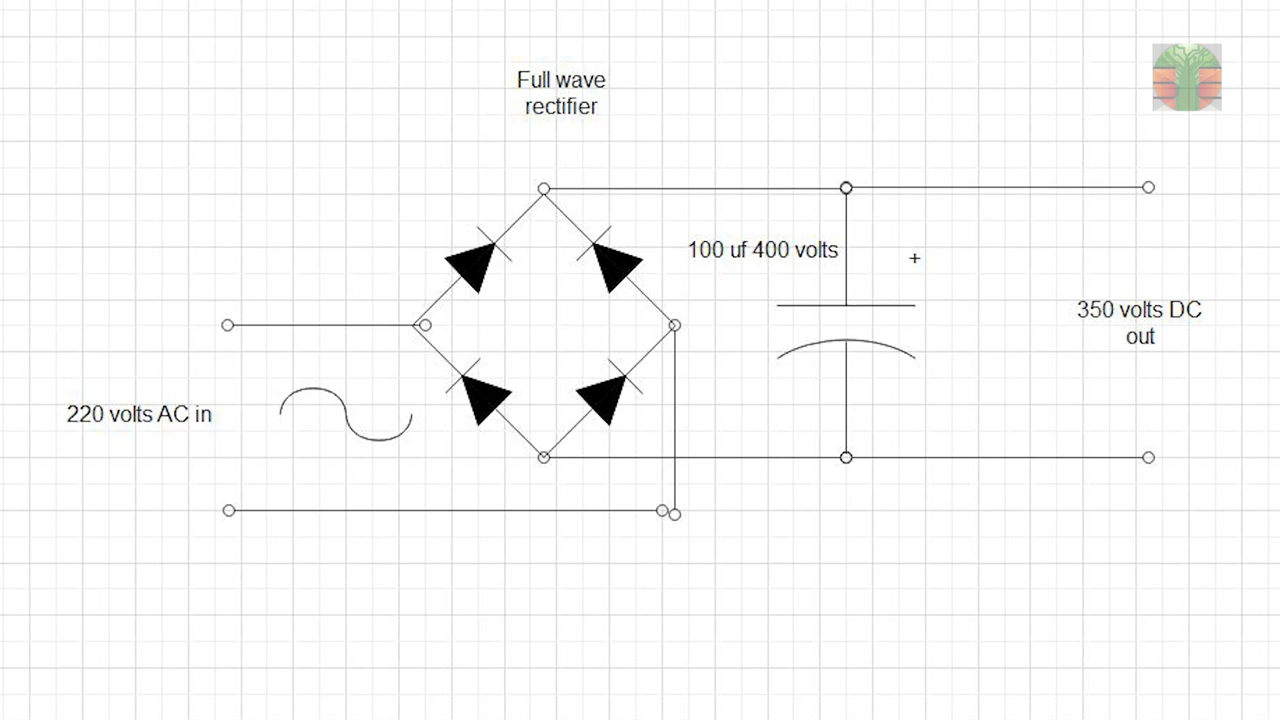 Full wave
rectifier
100 uf 400 volts
+
350 volts DC
out
220 volts AC in